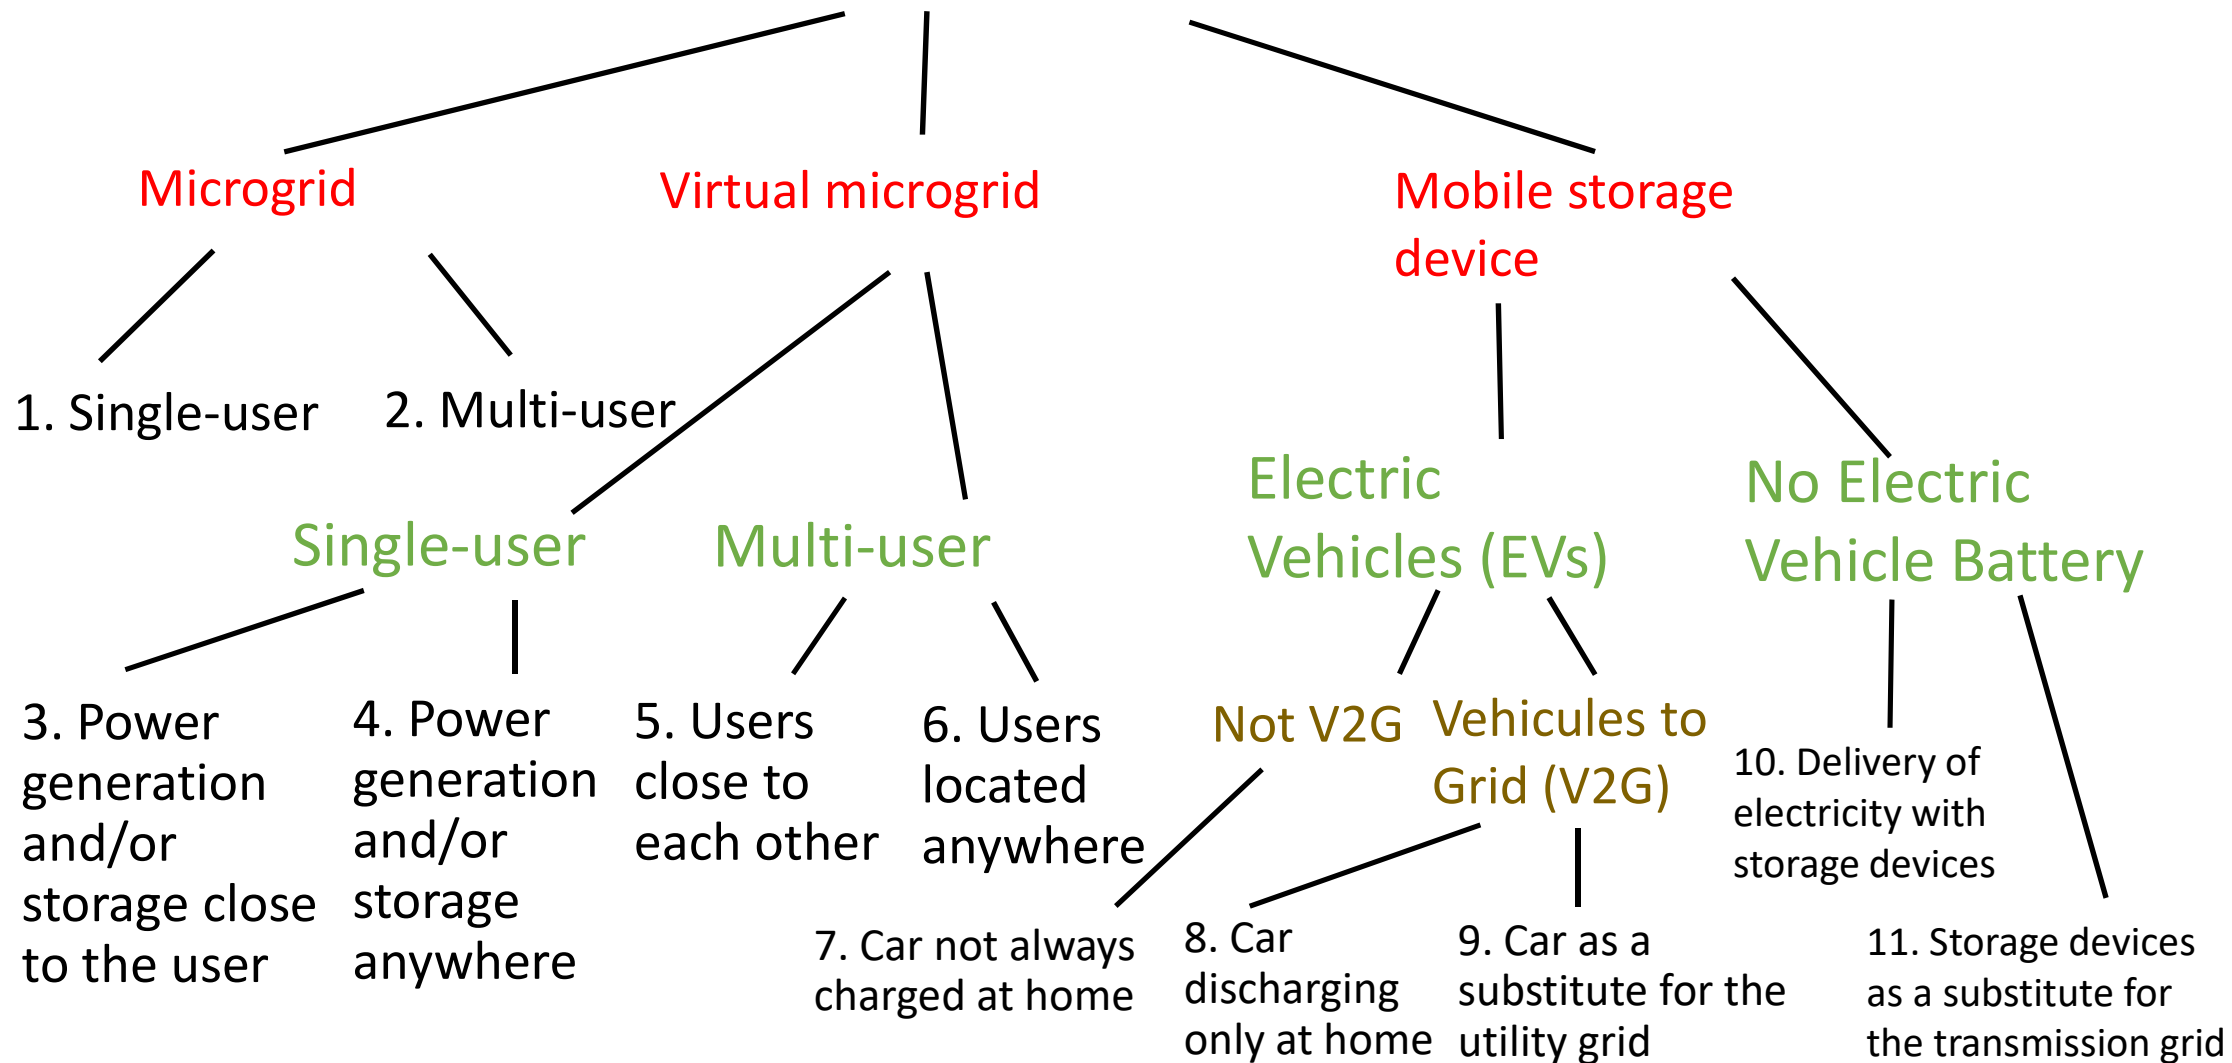 Microgrid
Virtual microgrid
Mobile storage
device
1. Single-user
2. Multi-user
Single-user
Multi-user
Electric
Vehicles (EVs)
No Electric
Vehicle Battery
3. Power
generation
and/or
storage close
to the user
4. Power
generation
and/or
storage
anywhere
5. Users
close to
each other
6. Users
located
anywhere
Not V2G
Vehicules to
Grid (V2G)
10. Delivery of
electricity with
storage devices
7. Car not always
charged at home
8. Car
discharging
only at home
9. Car as a
substitute for the
utility grid
11. Storage devices
as a substitute for
the transmission grid